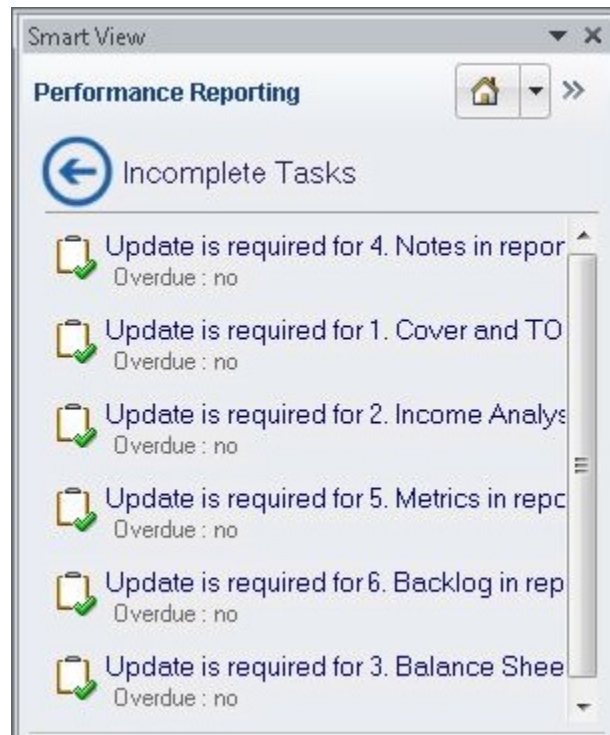 Smart View
Performance Reporting
Incomplete Tasks
Update is required for 4. Notes in repor
Overdue : no
Update is required for 1. Cover and TO
Overdue : no
Update is required for 2. Income Analys
Overdue : no
Update is required for 5. Metrics in repo
Overdue : no
Update is required for 6. Backlog in rep
Overdue : no
Update is required for 3. Balance Shee
Overdue : no